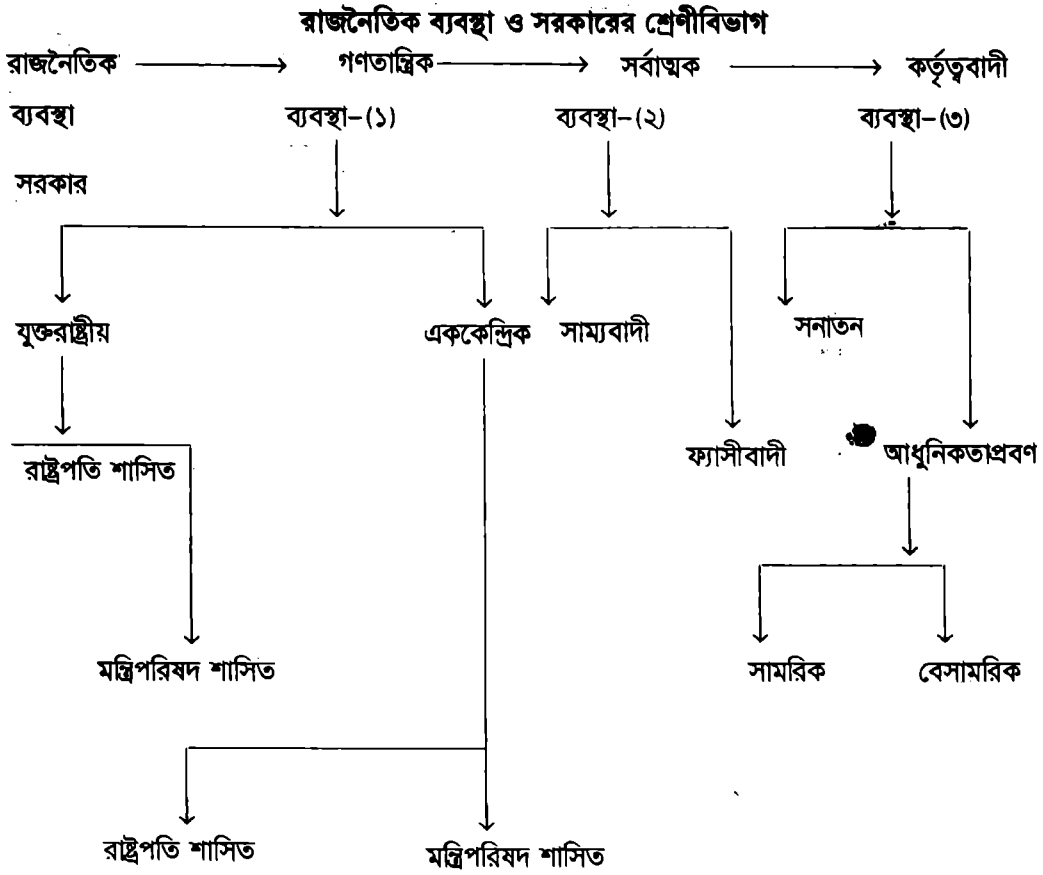 রাজনৈতিক ব্যবস্থা ও সরকারের শ্রেণীবিভাগ
রাজনৈতিক গণতান্ত্রিক সর্বাত্মক কর্তৃত্ববাদী
ব্যবস্থা ব্যবস্থা–(১) ব্যবস্থা–(২) ব্যবস্থা–(৩)
সরকার
যুক্তরাষ্ট্রীয় এককেন্দ্রিক সাম্যবাদী সনাতন
রাষ্ট্রপতি শাসিত ফ্যাসীবাদী আধুনিকতাপ্রবণ
মন্ত্রিপরিষদ শাসিত সামরিক বেসামরিক
রাষ্ট্রপতি শাসিত মন্ত্রিপরিষদ শাসিত